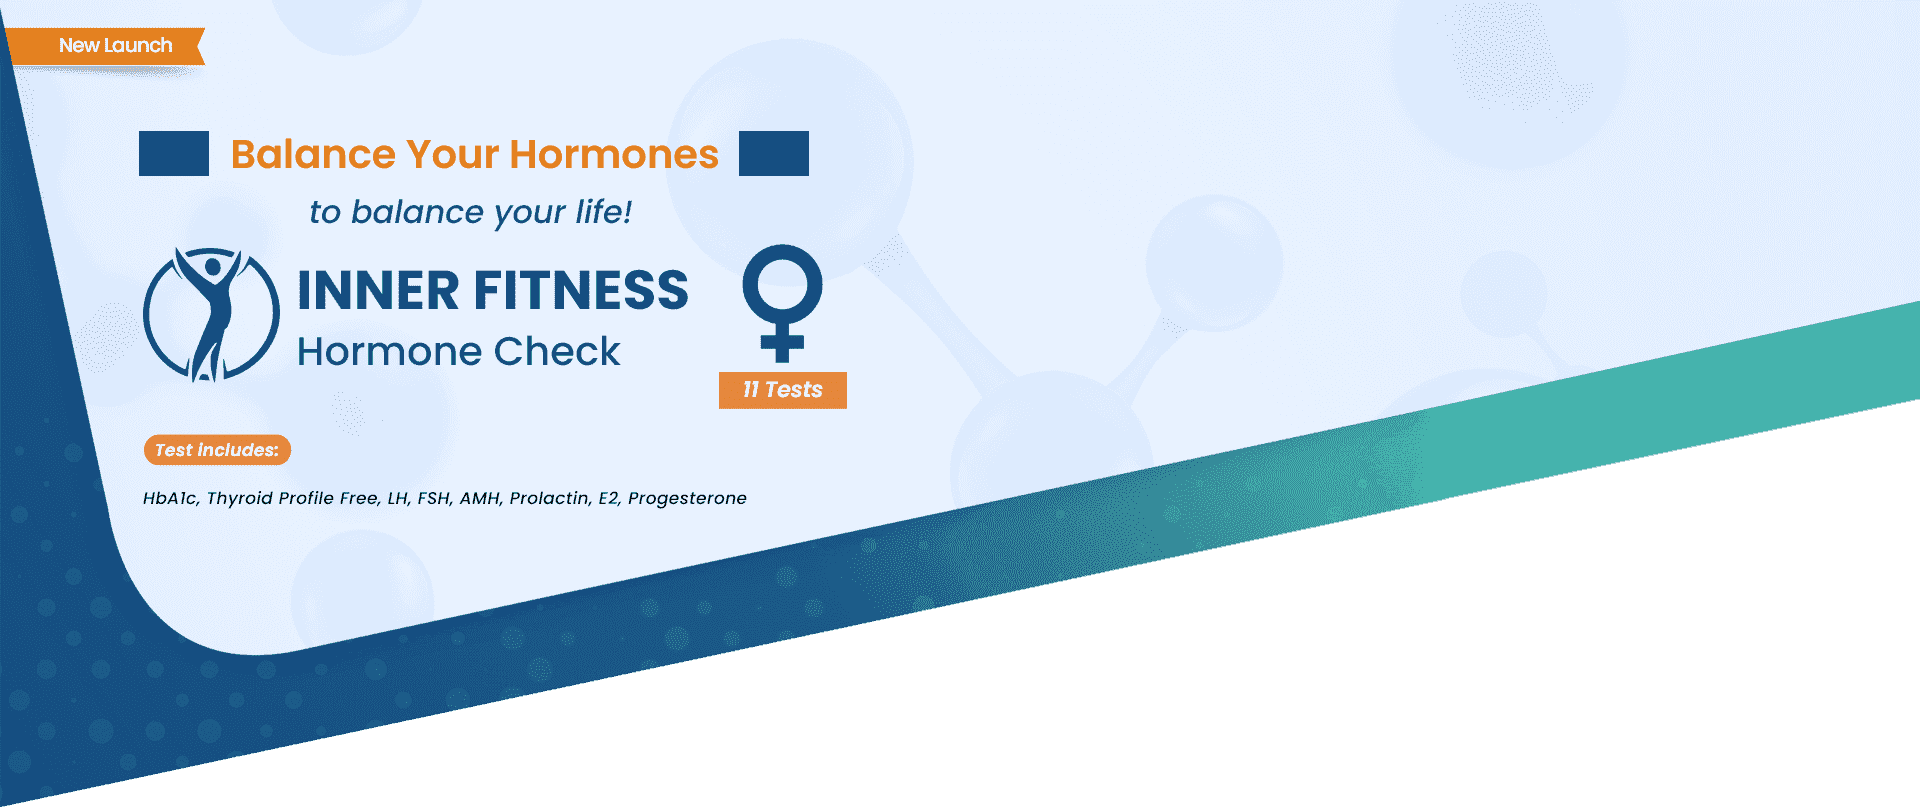 New Launch
Balance Your Hormones
to balance your life!
INNER FITNESS
Hormone Check
11 Tests
Test includes:
HbA1c, Thyroid Profile Free, LH, FSH, AMH, Prolactin, E2, Progesterone